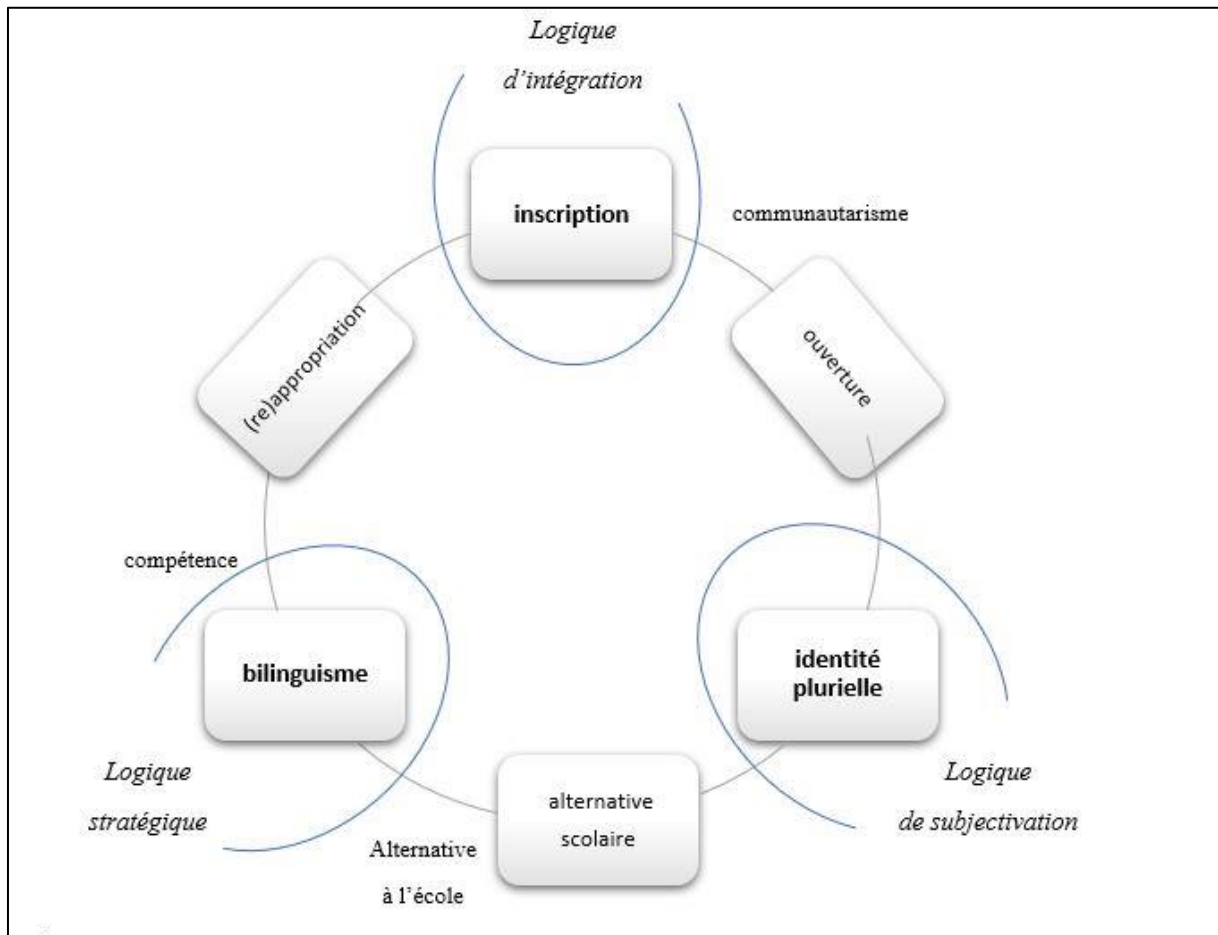 Logique
d'intégration
inscription
communautarisme
(re)appropriation
ouverture
compétence
bilinguisme
identité
plurielle
Logique
stratégique
alternative
scolaire
Logique
de subjectivation
Alternative
à l'école